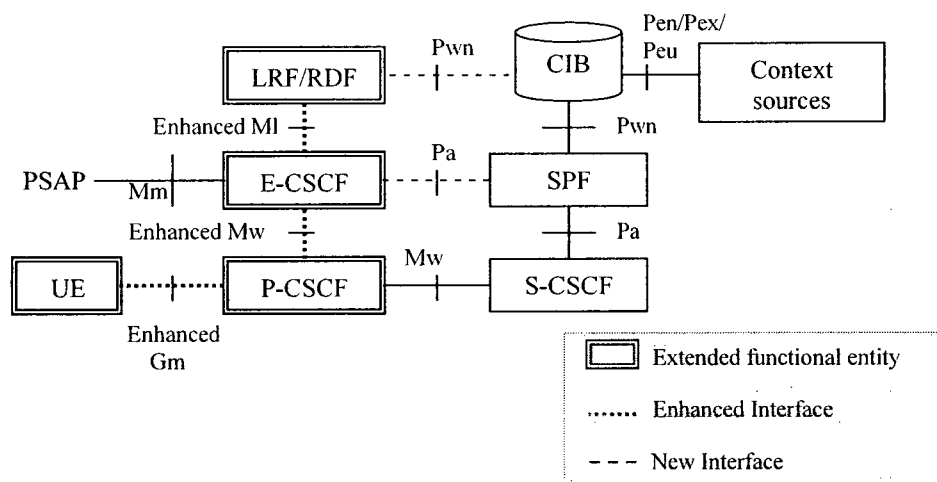 Pen/Pex/
Peu
Pwn
CIB
LRF/RDF
Context
sources
Enhanced Ml
Pwn
Pa
PSAP
Mm
E-CSCF
SPF
Enhanced Mw
Mw
Pa
UE
P-CSCF
S-CSCF
Enhanced
Gm
Extended functional entity
Enhanced Interface
New Interface